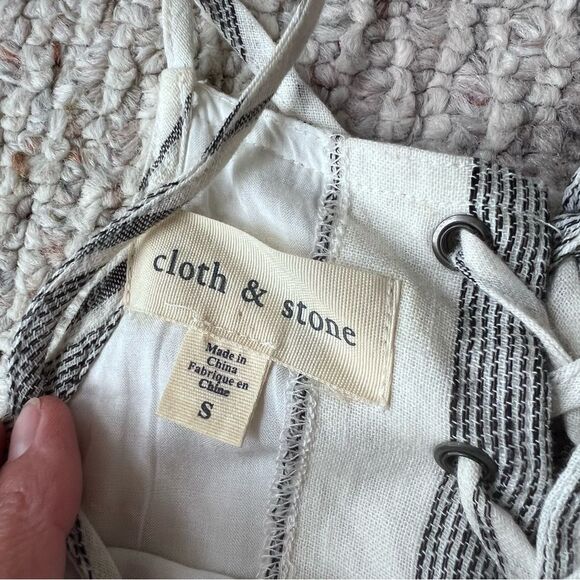 cloth & stone
Made in
China
Fabriqué en
Chine
S